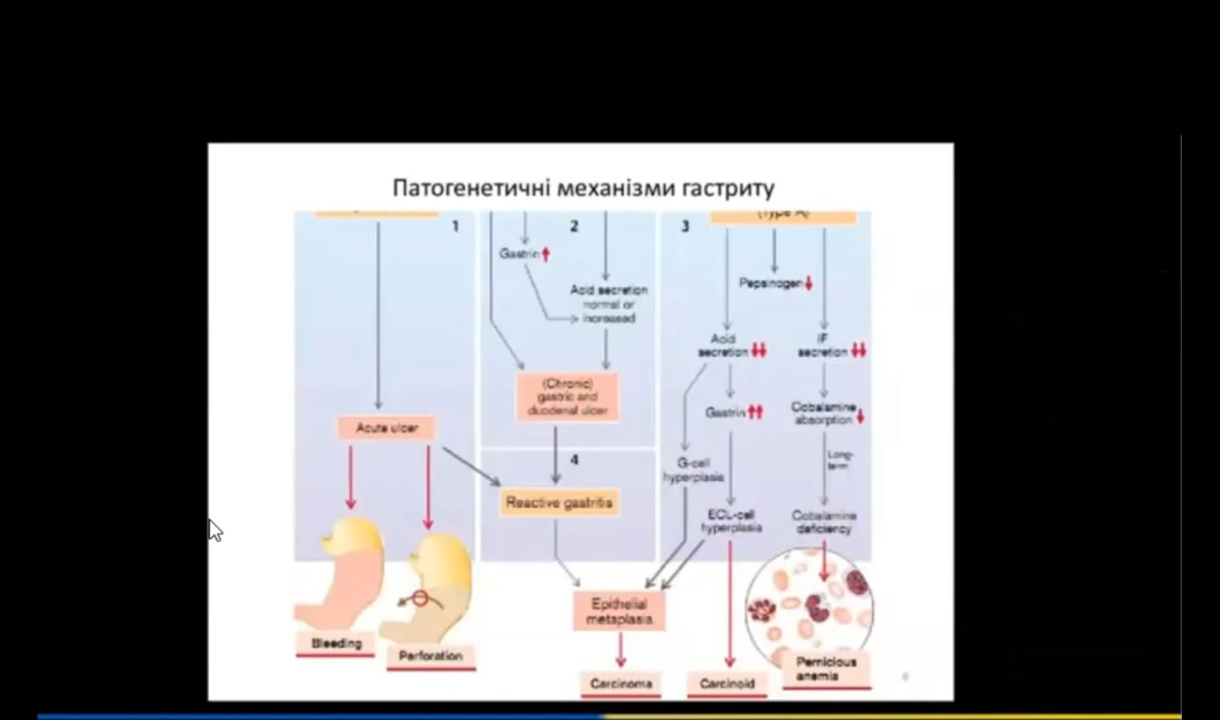 Патогенетичні механізми гастриту
(Type A)
1
2
3
Gastrin
Pepsinogen
Acid secretion
normal or
increased
Acid
secretion
IF
secretion
(Chronic)
gastric and
duodenal ulcer
Gastrin
Cobalamine
absorption
Acute ulcer
4
G-cell
hyperplasia
Long-
term
Reactive gastritis
ECL-cell
hyperplasia
Cobalamine
deficiency
Epithelial
metaplasia
Bleeding
Perforation
Pernicious
anemia
Carcinoma
Carcinoid